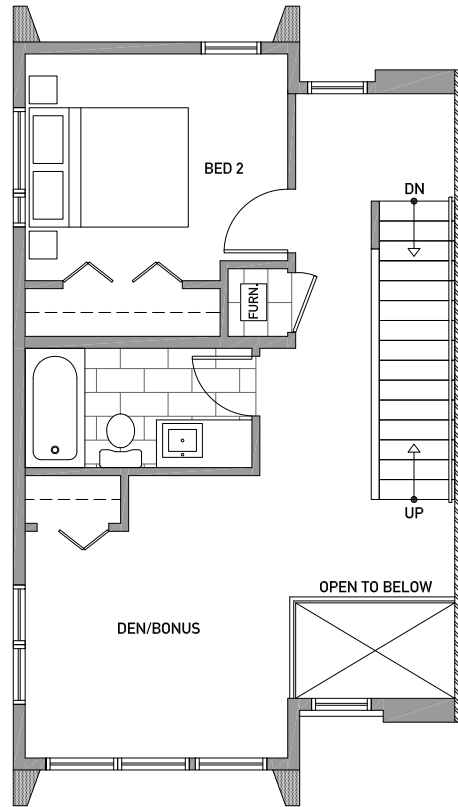 BED 2
DN
FURN.
UP
OPEN TO BELOW
DEN/BONUS